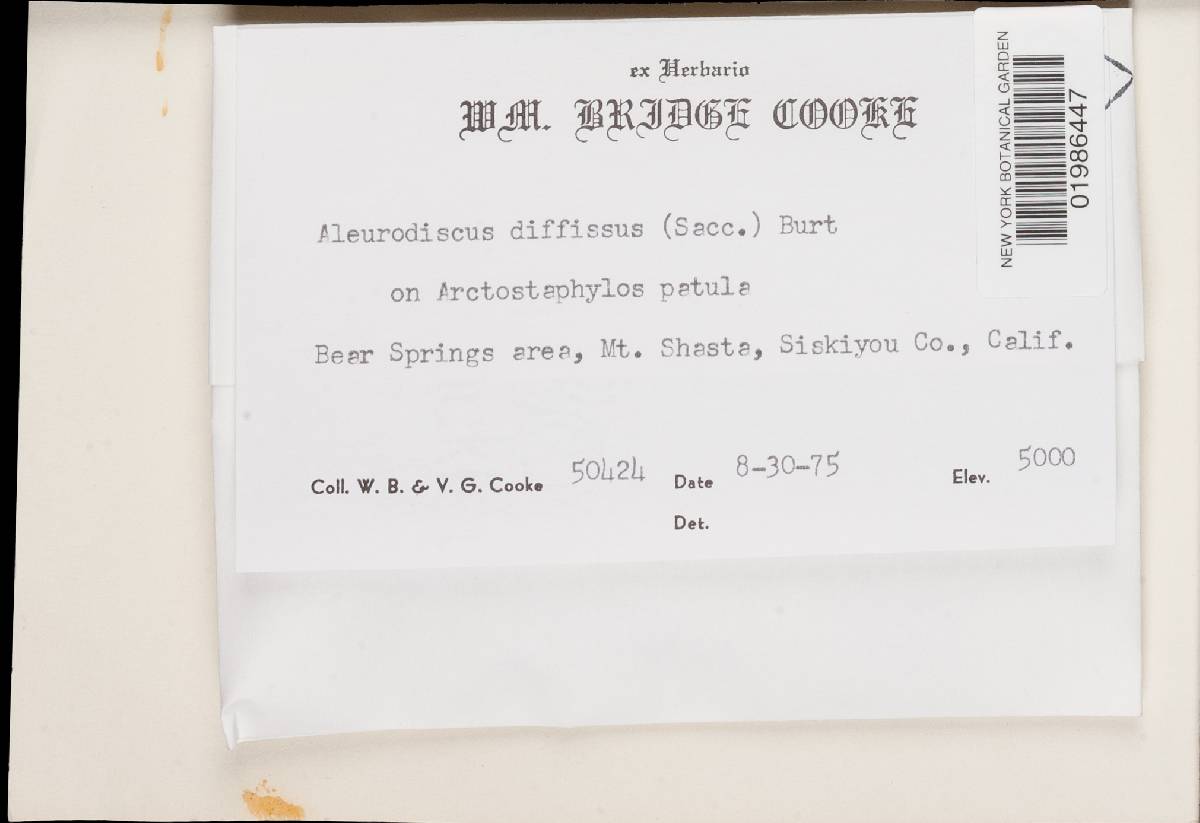 ex Herbario
WM. BRIDGE COOKE
Aleurodiscus diffissus (Sacc.) Burt
on Arctostaphylos patula
Bear Springs area, Mt. Shasta, Siskiyou Co., Calif.
Coll. W. B. & V. G. Cooke 50424 Date 8-30-75 Elev. 5000
Det.
NEW YORK BOTANICAL GARDEN
01986447